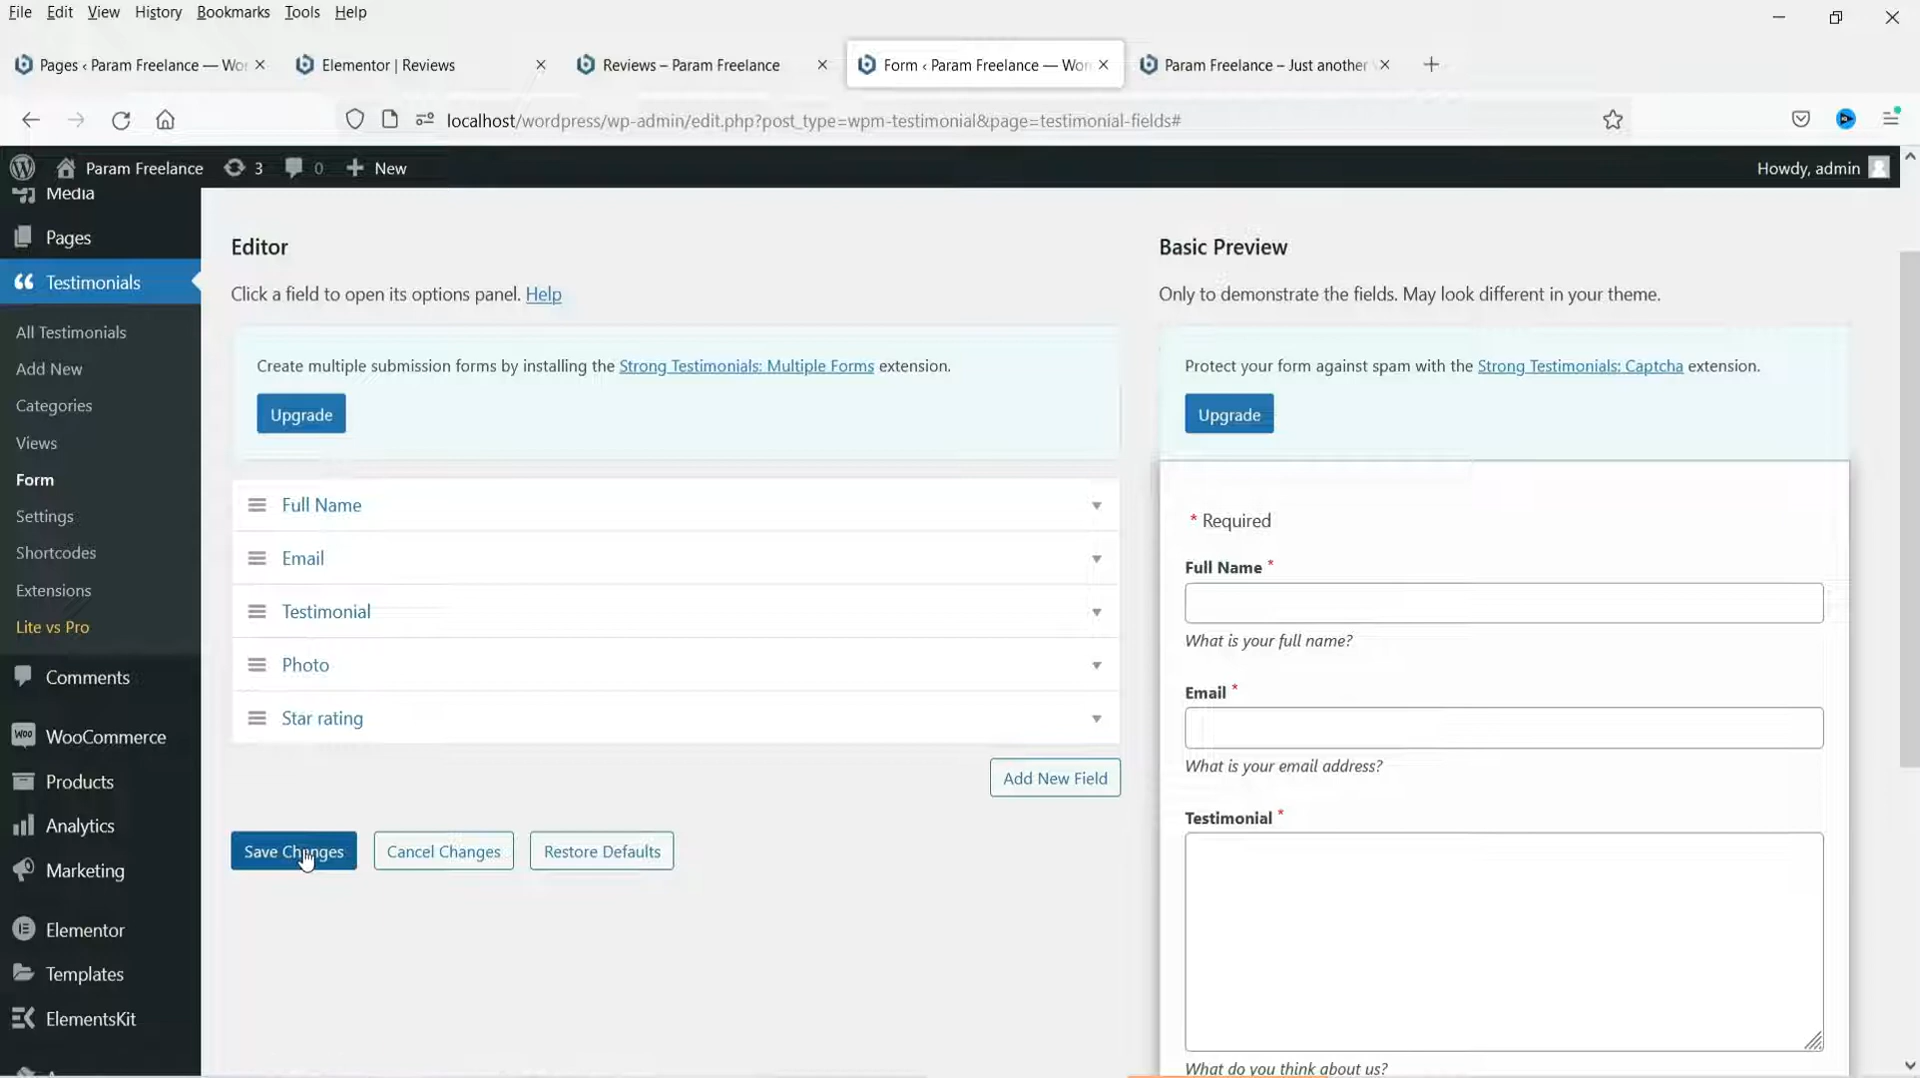 File Edit View History Bookmarks Tools Help
Pages ‹ Param Freelance — Wor
Elementor | Reviews
Reviews – Param Freelance
Form ‹ Param Freelance — Won
Param Freelance – Just another
localhost/wordpress/wp-admin/edit.php?post_type=wpm-testimonial&page=testimonial-fields#
Param Freelance 3 0 New
Howdy, admin
Media
Pages
Testimonials
All Testimonials
Add New
Categories
Views
Form
Settings
Shortcodes
Extensions
Lite vs Pro
Comments
WooCommerce
Products
Analytics
Marketing
Elementor
Templates
ElementsKit
Editor
Click a field to open its options panel. Help
Create multiple submission forms by installing the Strong Testimonials: Multiple Forms extension.
Upgrade
Full Name
Email
Testimonial
Photo
Star rating
Add New Field
Save Changes
Cancel Changes
Restore Defaults
Basic Preview
Only to demonstrate the fields. May look different in your theme.
Protect your form against spam with the Strong Testimonials: Captcha extension.
Upgrade
* Required
Full Name *
What is your full name?
Email *
What is your email address?
Testimonial *
What do you think about us?